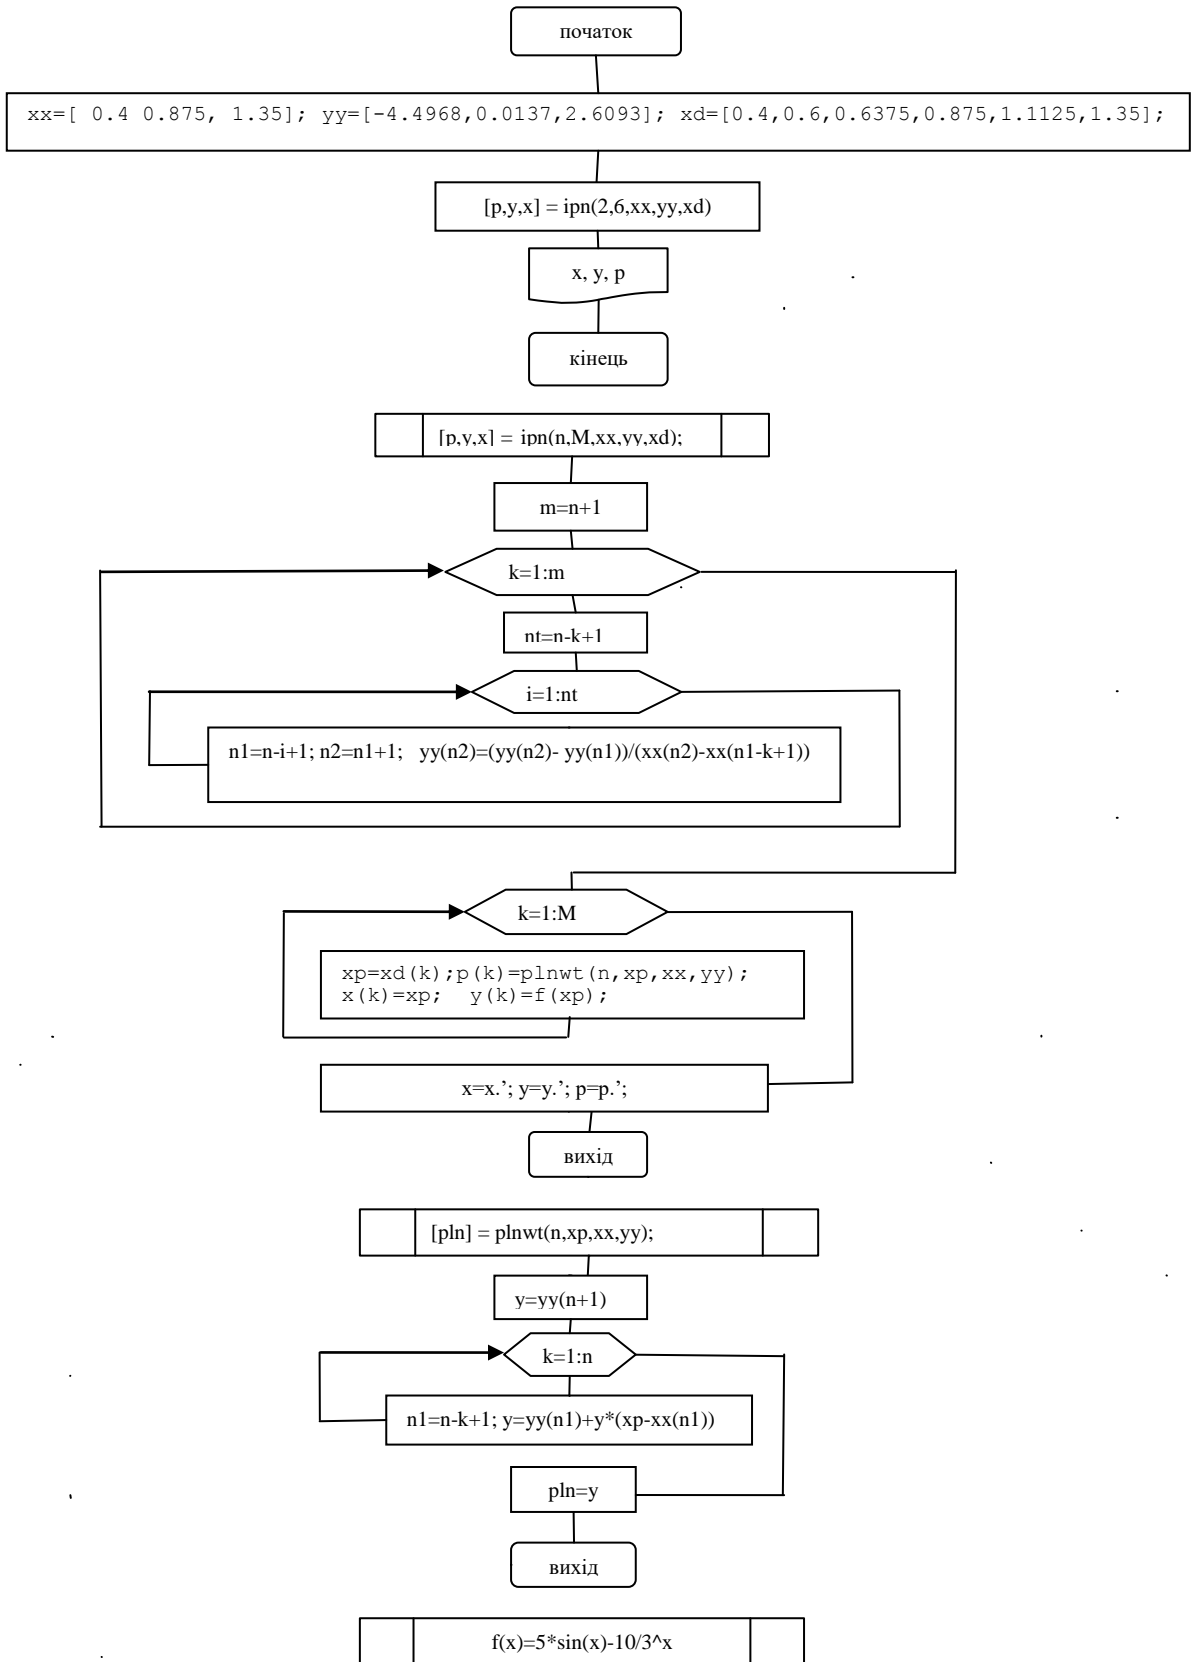 початок
xx=[ 0.4 0.875, 1.35]; yy=[-4.4968,0.0137,2.6093]; xd=[0.4,0.6,0.6375,0.875,1.1125,1.35];
[p,y,x] = ipn(2,6,xx,yy,xd)
x, y, p
кінець
[p,y,x] = ipn(n,M,xx,yy,xd);
m=n+1
k=1:m
nt=n-k+1
i=1:nt
n1=n-i+1; n2=n1+1; yy(n2)=(yy(n2)- yy(n1))/(xx(n2)-xx(n1-k+1))
k=1:M
xp=xd(k);p(k)=plnwt(n,xp,xx,yy);
x(k)=xp; y(k)=f(xp);
x=x.’; y=y.’; p=p.’;
вихід
[pln] = plnwt(n,xp,xx,yy);
y=yy(n+1)
k=1:n
n1=n-k+1; y=yy(n1)+y*(xp-xx(n1))
pln=y
вихід
f(x)=5*sin(x)-10/3^x